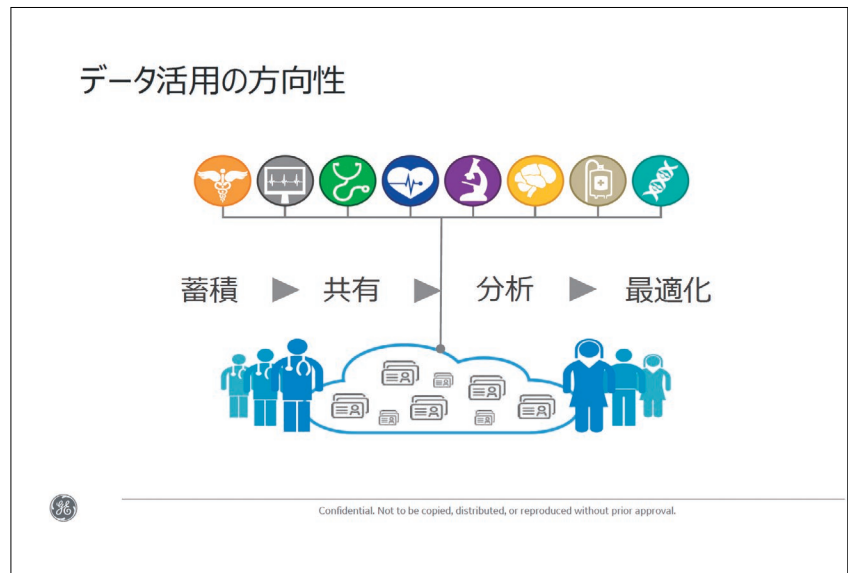 データ活用の方向性
蓄積 ▶ 共有 ▶ 分析 ▶ 最適化
Confidential. Not to be copied, distributed, or reproduced without prior approval.